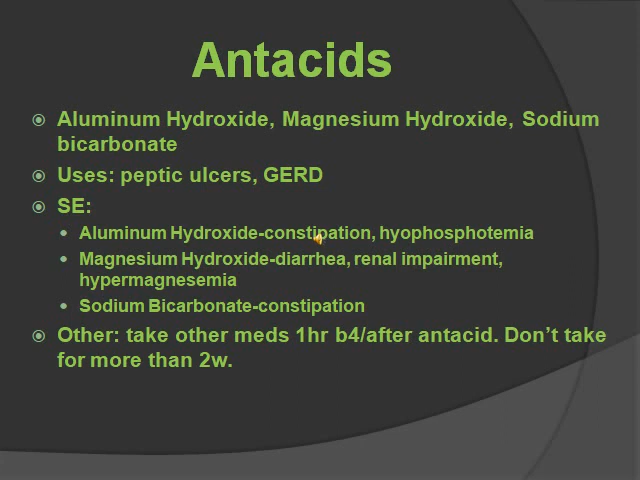 Antacids
Aluminum Hydroxide, Magnesium Hydroxide, Sodium
bicarbonate
Uses: peptic ulcers, GERD
SE:
Aluminum Hydroxide-constipation, hyophosphotemia
Magnesium Hydroxide-diarrhea, renal impairment,
hypermagnesemia
Sodium Bicarbonate-constipation
Other: take other meds 1hr b4/after antacid. Don’t take
for more than 2w.